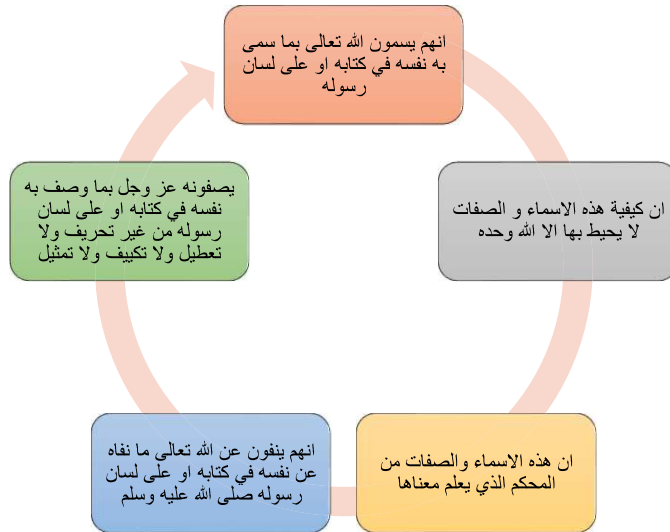 انهم يسمون الله تعالى بما سمى
به نفسه في كتابه او على لسان
رسوله
ان كيفية هذه الاسماء و الصفات
لا يحيط بها الا الله وحده
ان هذه الاسماء والصفات من
المحكم الذي يعلم معناها
انهم ينفون عن الله تعالى ما نفاه
عن نفسه في كتابه او على لسان
رسوله صلى الله عليه وسلم
يصفونه عز وجل بما وصف به
نفسه في كتابه او على لسان
رسوله من غير تحريف ولا
تعطيل ولا تكييف ولا تمثيل